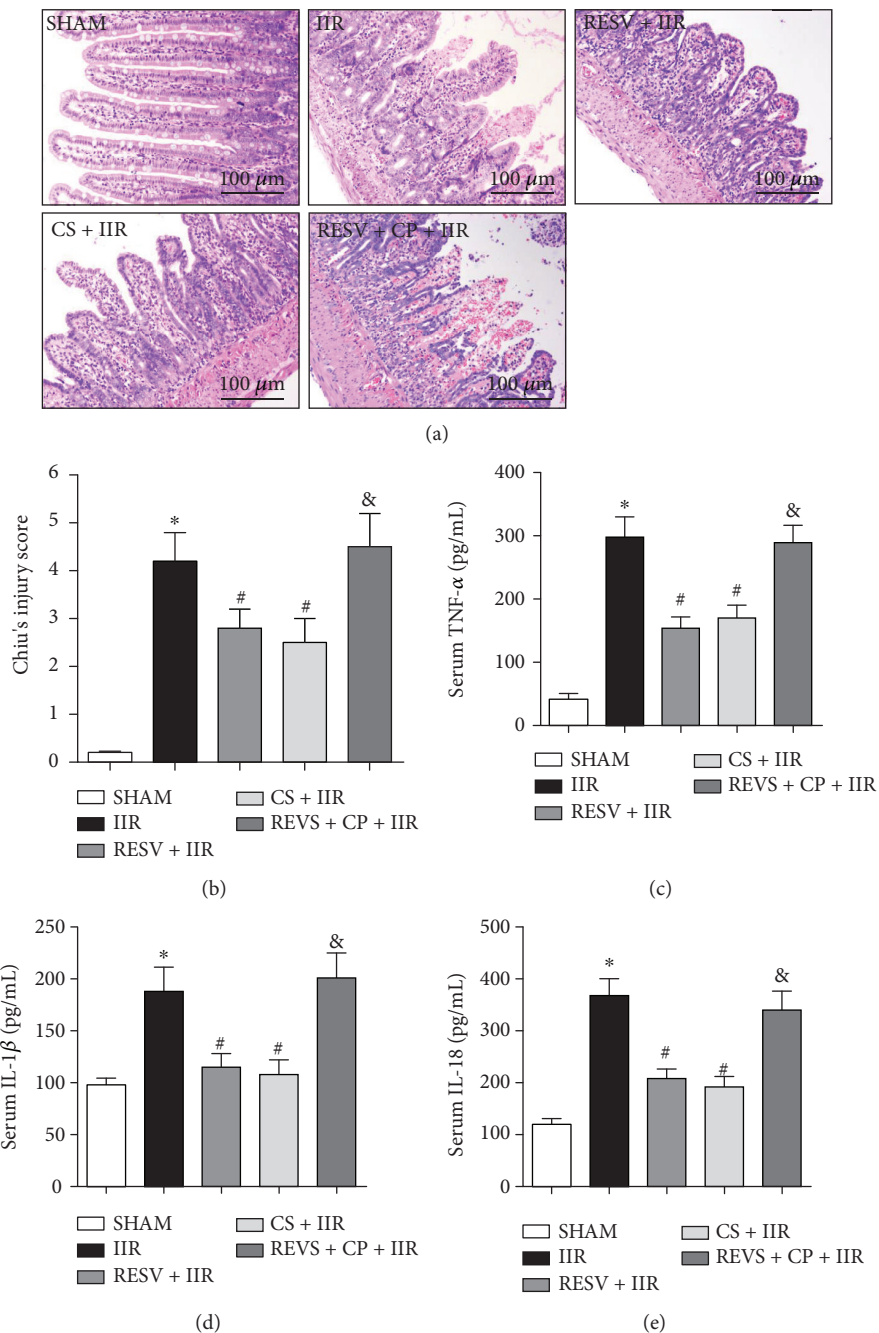 SHAM
IIR
RESV + IIR
100 μm
100 μm
100 μm
CS + IIR
RESV + CP + IIR
100 μm
100 μm
(a)
Chiu's injury score
6
5
4
3
2
1
0
*
#
#
&
SHAM
IIR
RESV + IIR
CS + IIR
REVS + CP + IIR
(b)
Serum TNF-α (pg/mL)
400
300
200
100
0
*
#
#
&
SHAM
IIR
RESV + IIR
CS + IIR
REVS + CP + IIR
(c)
Serum IL-1β (pg/mL)
250
200
150
100
50
0
*
#
#
&
SHAM
IIR
RESV + IIR
CS + IIR
REVS + CP + IIR
(d)
Serum IL-18 (pg/mL)
500
400
300
200
100
0
*
#
#
&
SHAM
IIR
RESV + IIR
CS + IIR
REVS + CP + IIR
(e)